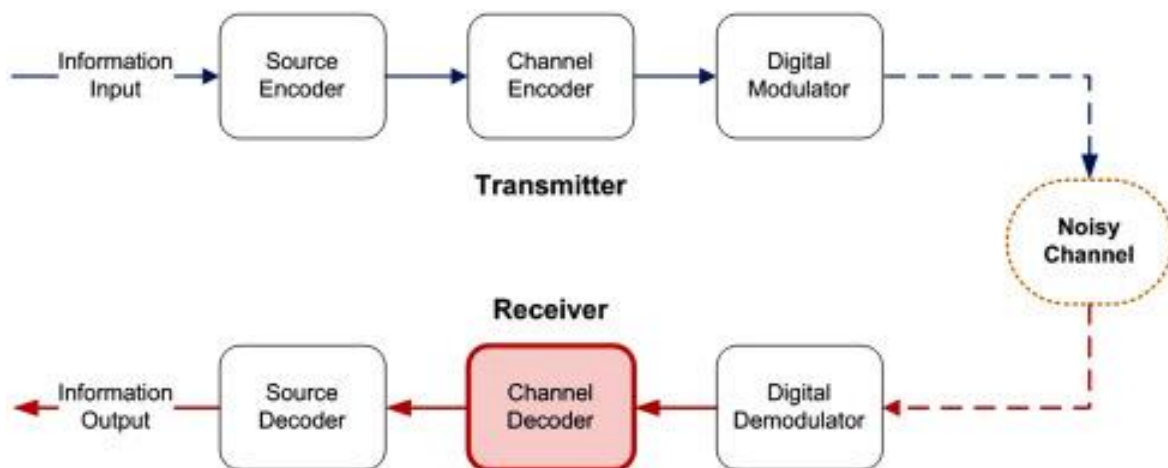 Information
Input
Source
Encoder
Channel
Encoder
Digital
Modulator
Transmitter
Noisy
Channel
Receiver
Information
Output
Source
Decoder
Channel
Decoder
Digital
Demodulator